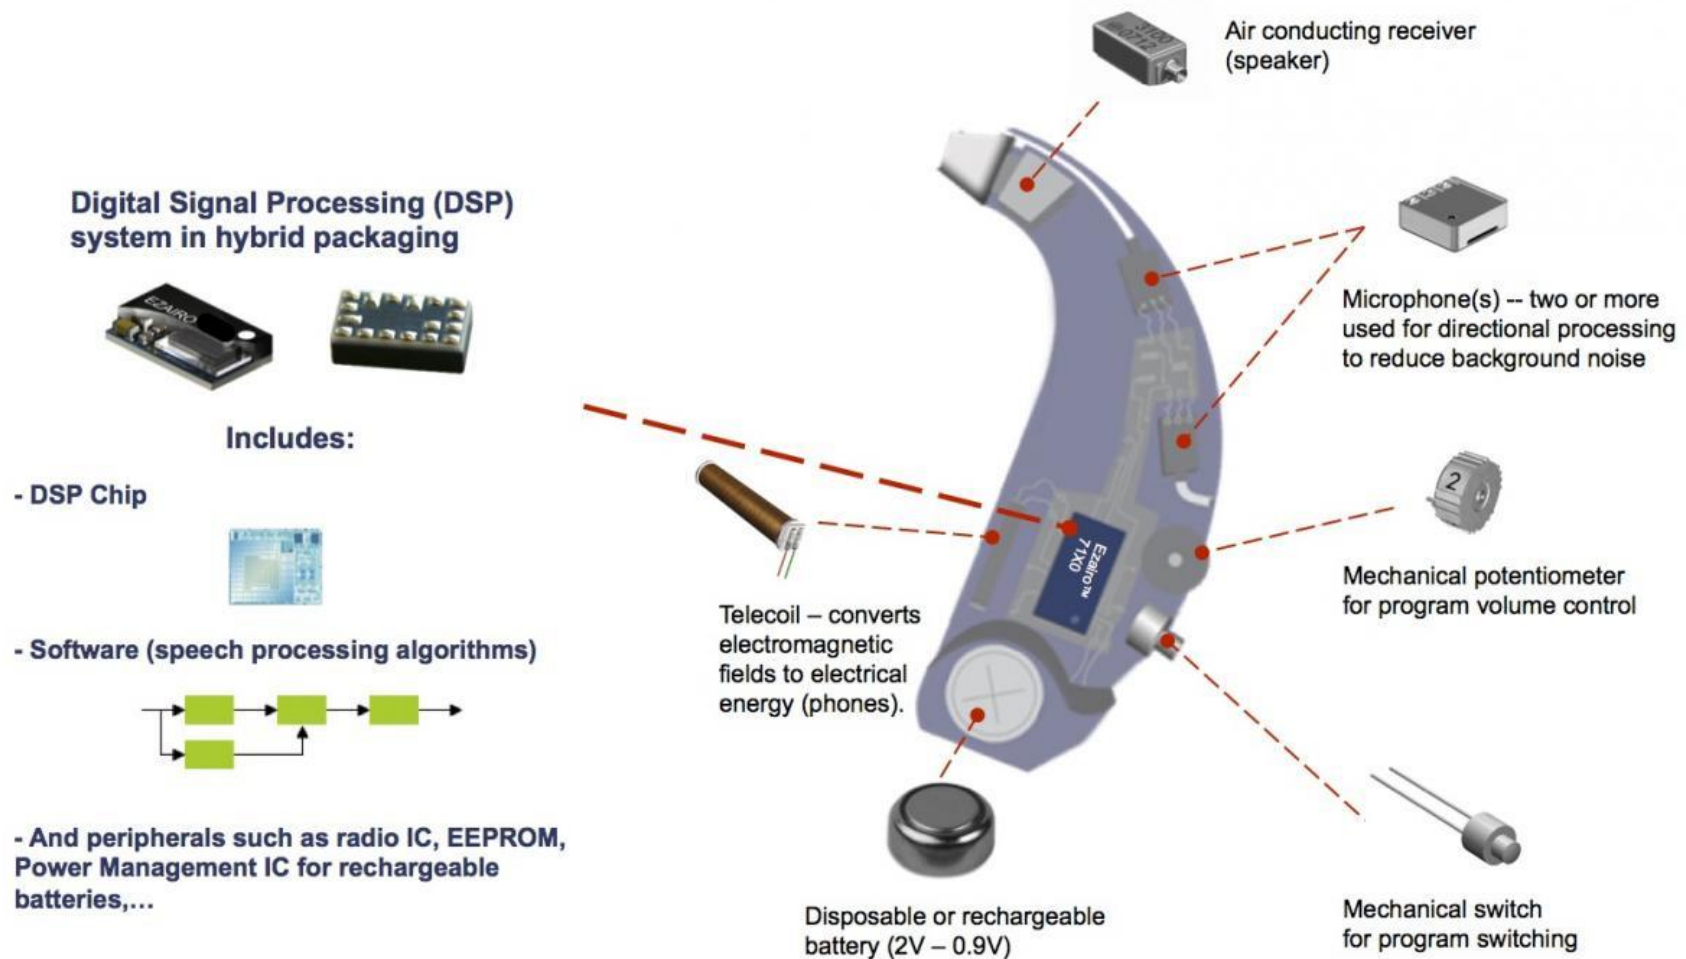 Air conducting receiver
(speaker)
3100
0712
Digital Signal Processing (DSP)
system in hybrid packaging
EZAIRO
Includes:
- DSP Chip
- Software (speech processing algorithms)
- And peripherals such as radio IC, EEPROM,
Power Management IC for rechargeable
batteries,...
Microphone(s) -- two or more
used for directional processing
to reduce background noise
2
Mechanical potentiometer
for program volume control
Ezairo™
71X0
Telecoil – converts
electromagnetic
fields to electrical
energy (phones).
Disposable or rechargeable
battery (2V – 0.9V)
Mechanical switch
for program switching